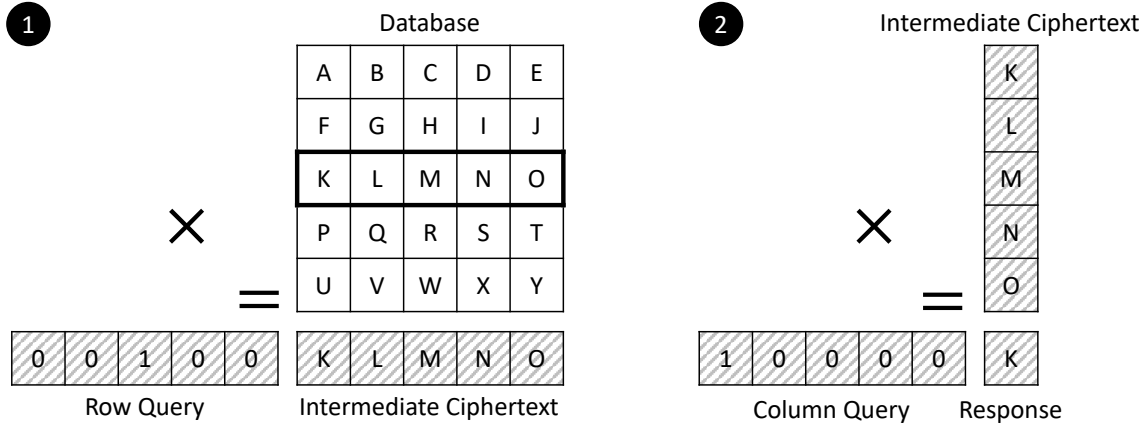 1
Database
A B C D E
F G H I J
K L M N O
×
P Q R S T
=
U V W X Y
0 0 1 0 0
K L M N O
Row Query
Intermediate Ciphertext
2
Intermediate Ciphertext
K
L
M
×
N
=
O
1 0 0 0 0
K
Column Query
Response